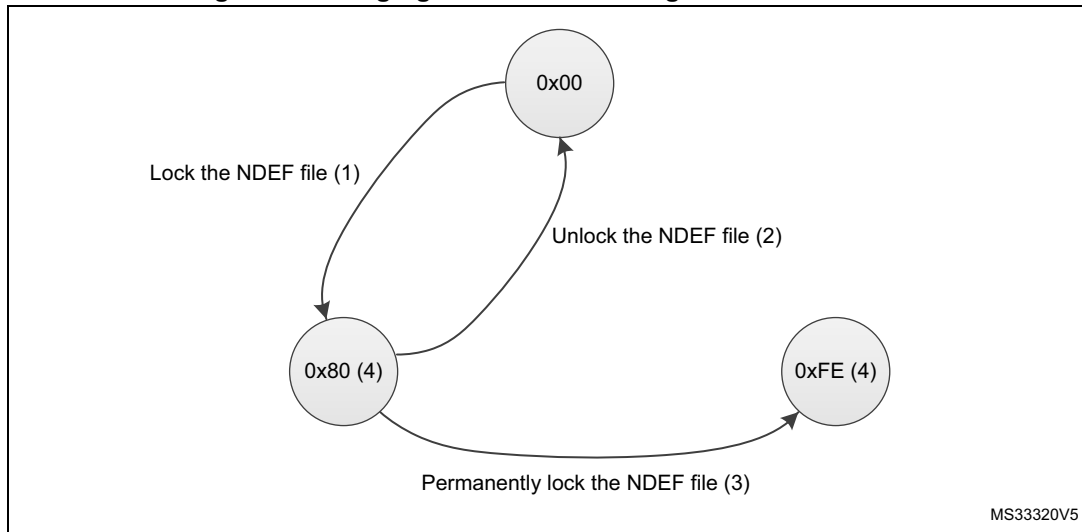 0x00
Lock the NDEF file (1)
Unlock the NDEF file (2)
0x80 (4)
0xFE (4)
Permanently lock the NDEF file (3)
MS33320V5